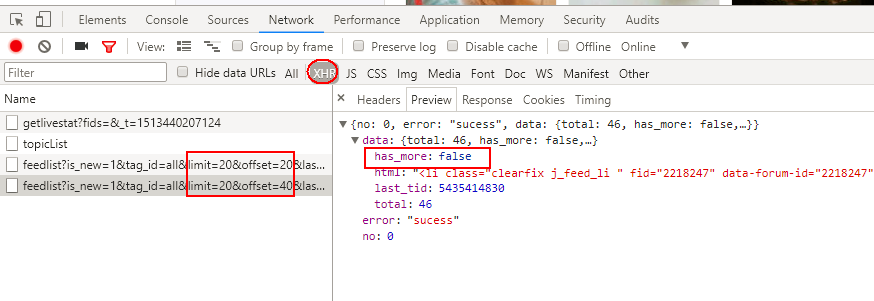 Elements Console Sources Network Performance Memory Application Security Audits
View: Group by frame Preserve log Disable cache Offline Online
Filter Hide data URLs All XHR JS CSS Img Media Font Doc WS Manifest Other
Name
getlivestat?fids=&_t=1513440207124
topicList
feedlist?is_new=1&tag_id=all&limit=20&offset=20&las...
feedlist?is_new=1&tag_id=all&limit=20&offset=40&las...
× Headers Preview Response Cookies Timing
▼{no: 0, error: "sucess", data: {total: 46, has_more: false,…}}
▼data: {total: 46, has_more: false,…}
has_more: false
html: "<li class="clearfix j_feed_li " fid="2218247" data-forum-id="2218247"
last_tid: 5435414830
total: 46
error: "sucess"
no: 0